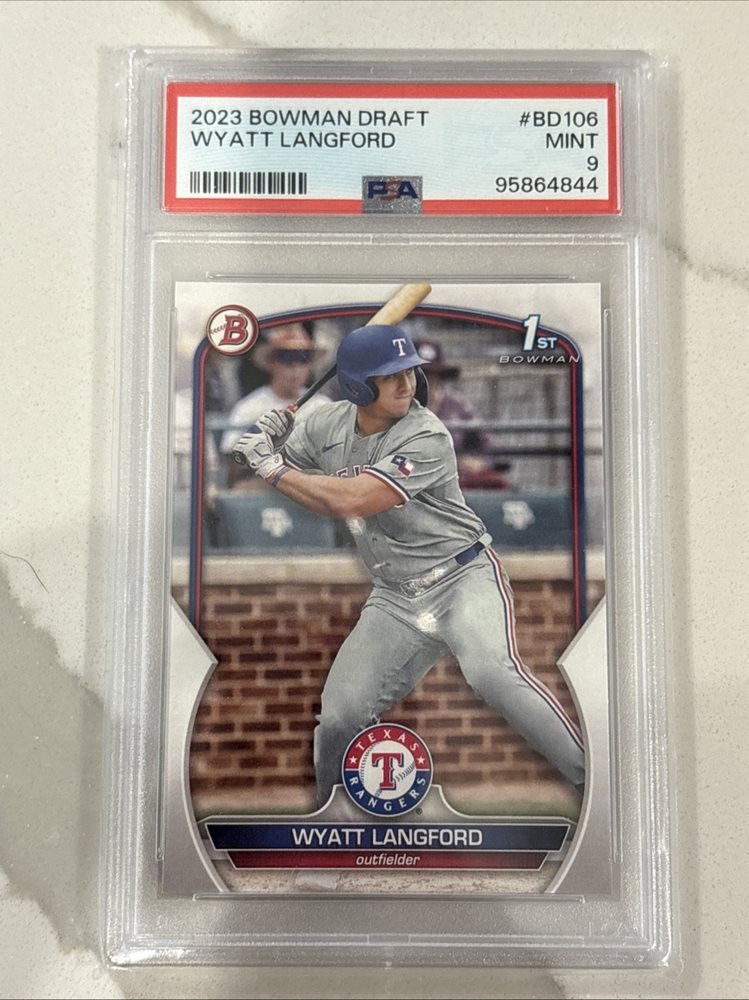 2023 BOWMAN DRAFT #BD106
WYATT LANGFORD MINT
9
PSA 95864844
B
1ST
BOWMAN
T
TEXAS
T
RANGERS
®
WYATT LANGFORD
outfielder